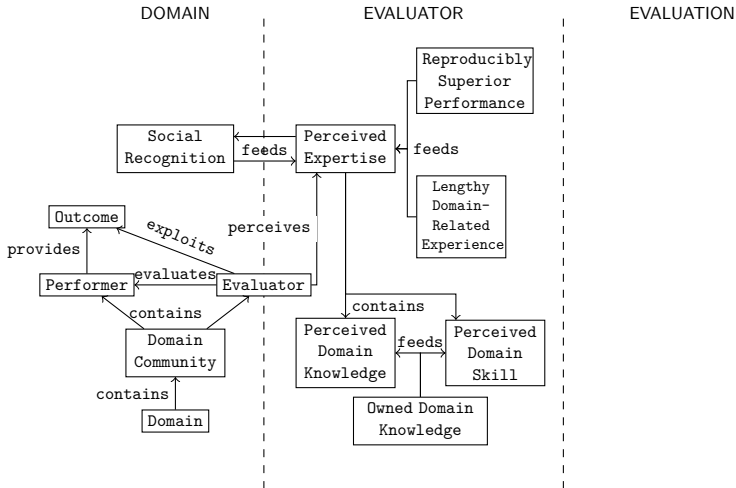 DOMAIN
EVALUATOR
EVALUATION
Reproducibly
Superior
Performance
Social
Recognition
feeds
Perceived
Expertise
feeds
Lengthy
Domain-
Related
Experience
Outcome
exploits
perceives
provides
Performer
evaluates
Evaluator
contains
contains
Domain
Community
Perceived
Domain
Knowledge
feeds
Perceived
Domain
Skill
contains
Domain
Owned Domain
Knowledge